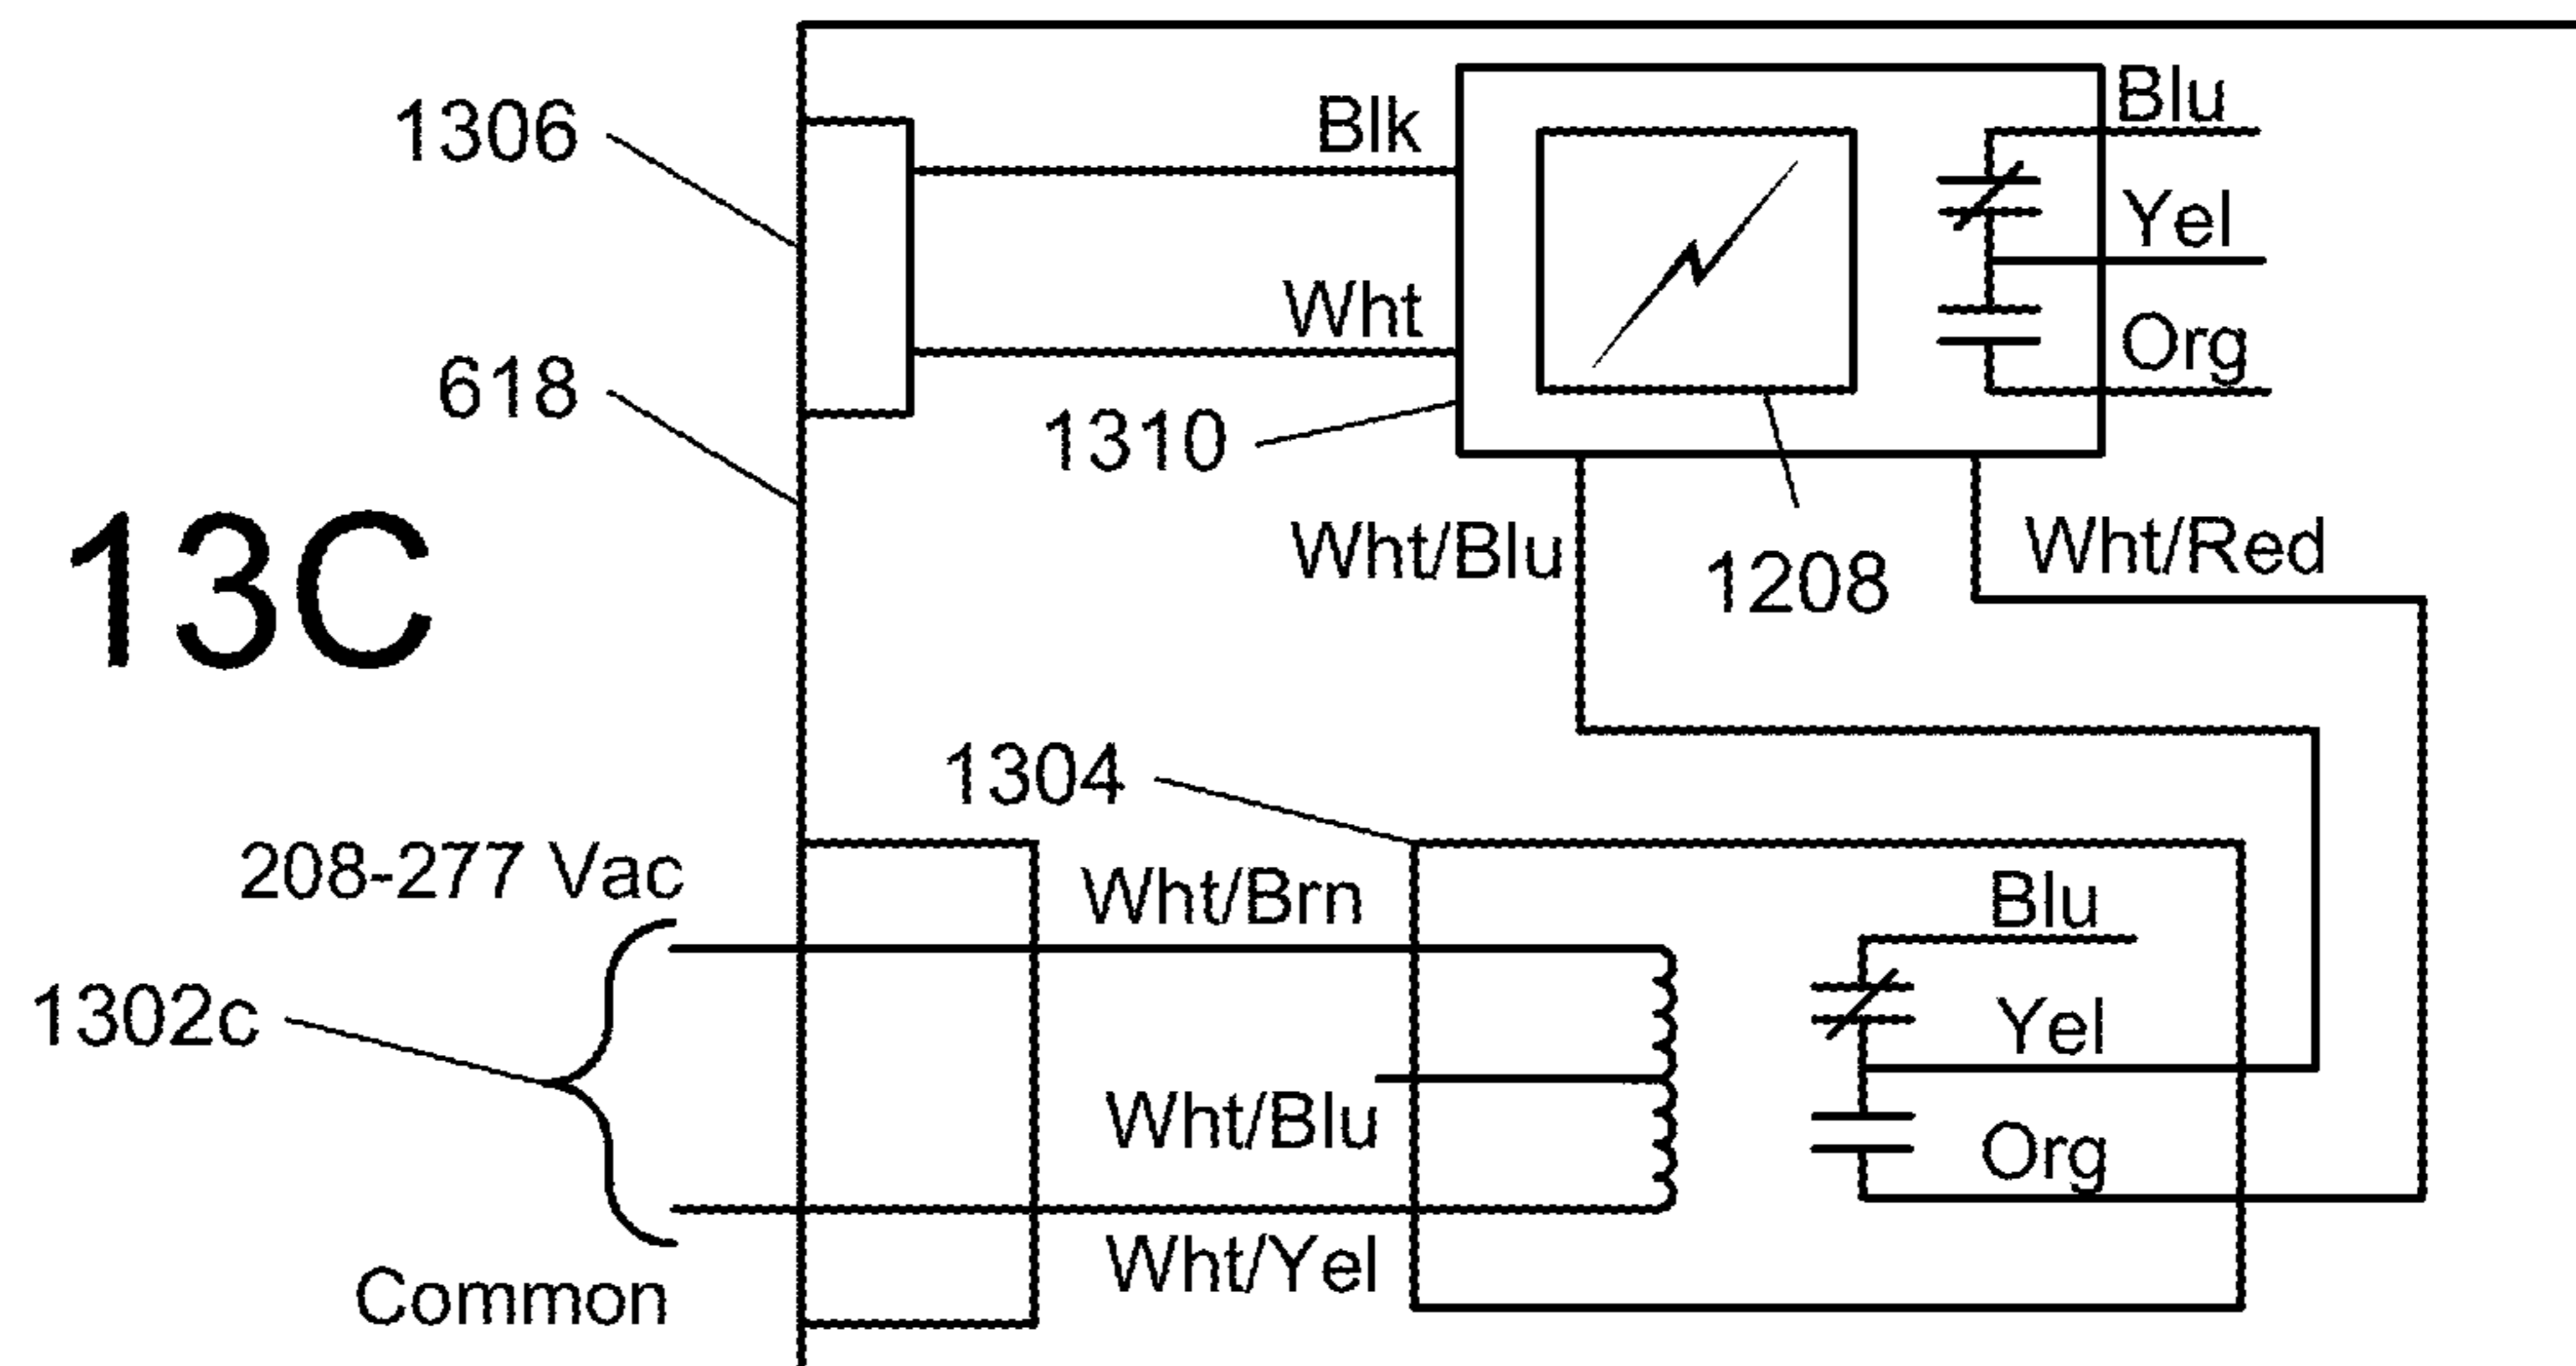 Blu
1306
Blk
Yel
Wht
Org
618
1310
13C
Wht/Blu
1208
Wht/Red
1304
208-277 Vac
Wht/Brn
Blu
1302c
Yel
Wht/Blu
Org
Wht/Yel
Common